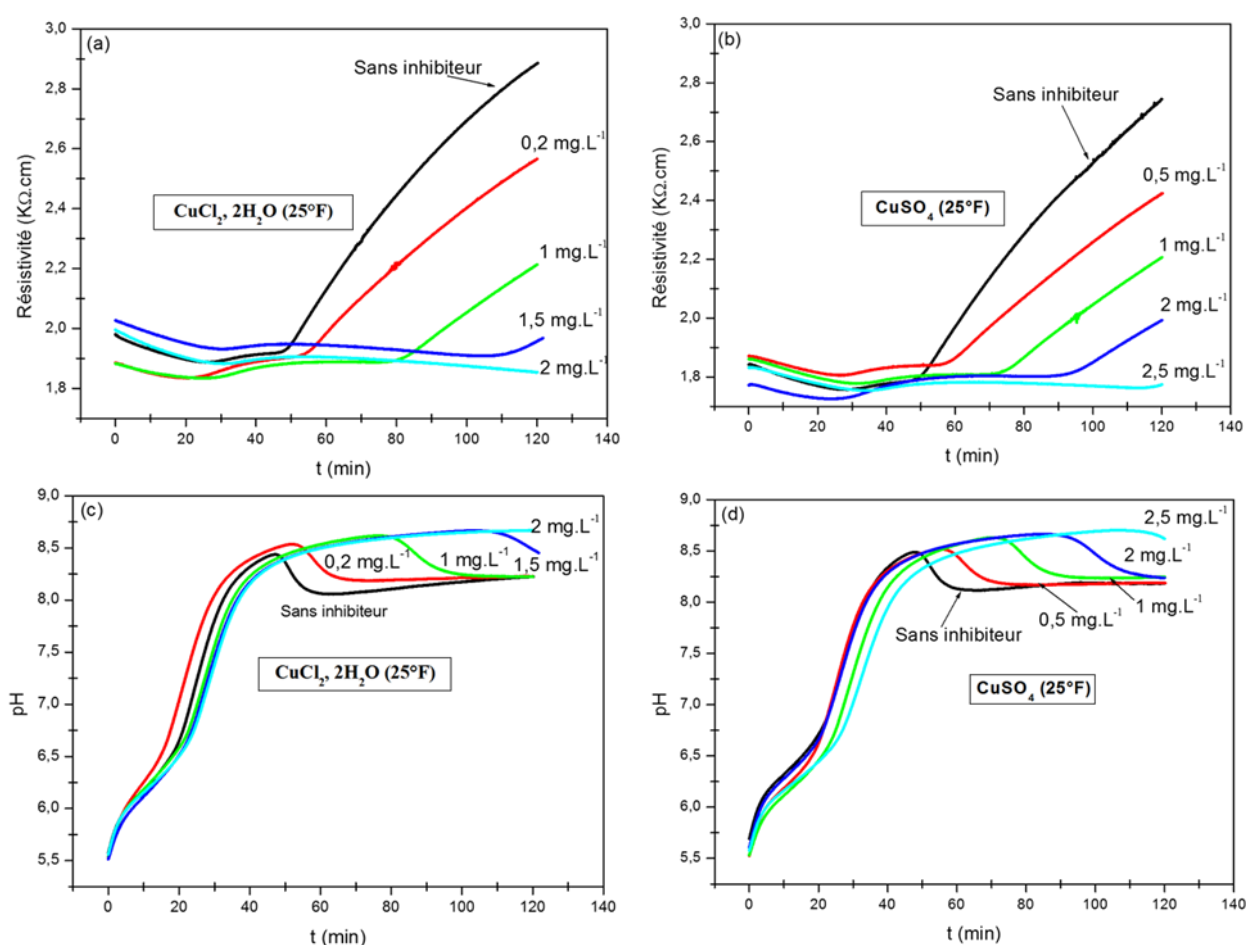 (a)
Sans inhibiteur
0,2 mg.L⁻¹
CuCl₂, 2H₂O (25°F)
1 mg.L⁻¹
1,5 mg.L⁻¹
2 mg.L⁻¹
Résistivité (KΩ.cm)
3,0
2,8
2,6
2,4
2,2
2,0
1,8
0 20 40 60 80 100 120 140
t (min)
(b)
Sans inhibiteur
0,5 mg.L⁻¹
CuSO₄ (25°F)
1 mg.L⁻¹
2 mg.L⁻¹
2,5 mg.L⁻¹
Résistivité (KΩ.cm)
3,0
2,8
2,6
2,4
2,2
2,0
1,8
0 20 40 60 80 100 120 140
t (min)
(c)
2 mg.L⁻¹
0,2 mg.L⁻¹ 1 mg.L⁻¹
1,5 mg.L⁻¹
Sans inhibiteur
CuCl₂, 2H₂O (25°F)
pH
9,0
8,5
8,0
7,5
7,0
6,5
6,0
5,5
0 20 40 60 80 100 120 140
t (min)
(d)
2,5 mg.L⁻¹
2 mg.L⁻¹
1 mg.L⁻¹
0,5 mg.L⁻¹
Sans inhibiteur
CuSO₄ (25°F)
pH
9,0
8,5
8,0
7,5
7,0
6,5
6,0
5,5
0 20 40 60 80 100 120 140
t (min)